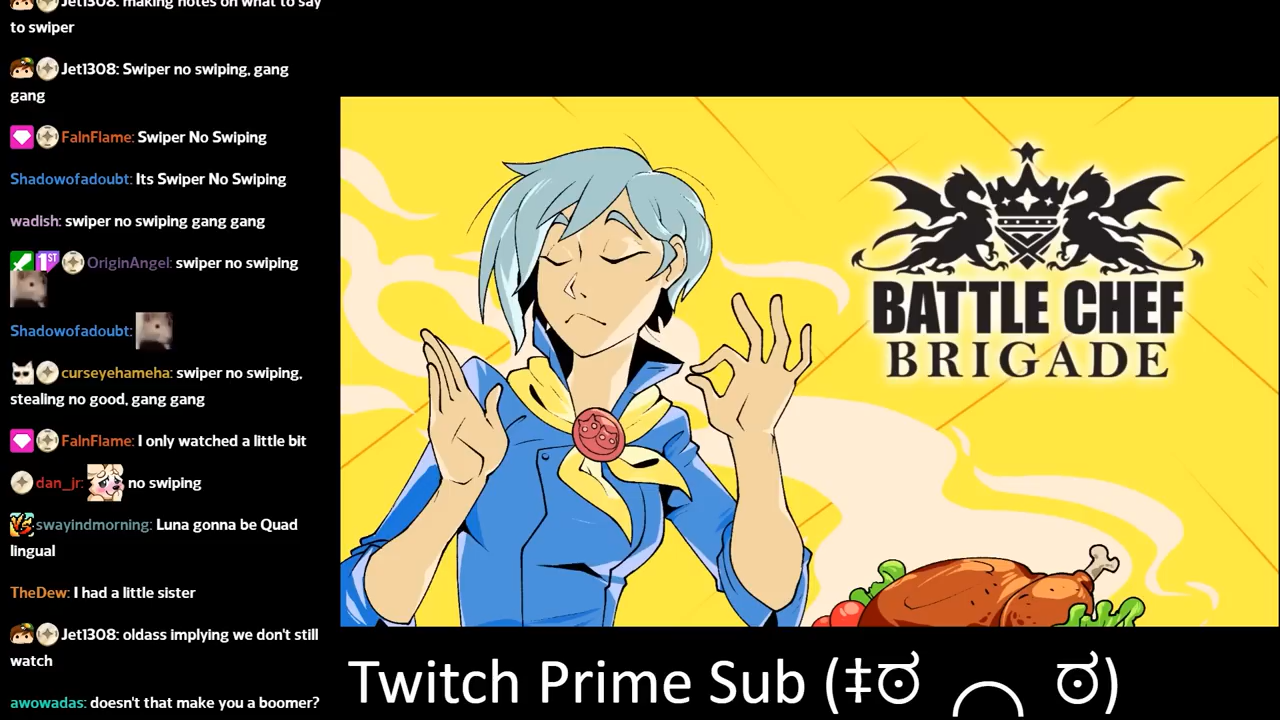 Jet1308: making notes on what to say
to swiper
Jet1308: Swiper no swiping, gang
gang
FalnFlame: Swiper No Swiping
Shadowofadoubt: Its Swiper No Swiping
wadish: swiper no swiping gang gang
1ST OriginAngel: swiper no swiping
Shadowofadoubt:
curseyehameha: swiper no swiping,
stealing no good, gang gang
FalnFlame: I only watched a little bit
dan_jr: no swiping
swayindmorning: Luna gonna be Quad
lingual
TheDew: I had a little sister
Jet1308: oldass implying we don't still
watch
awowadas: doesn't that make you a boomer?
BATTLE CHEF
BRIGADE
Twitch Prime Sub (‡ಠ ╭╮ ಠ)